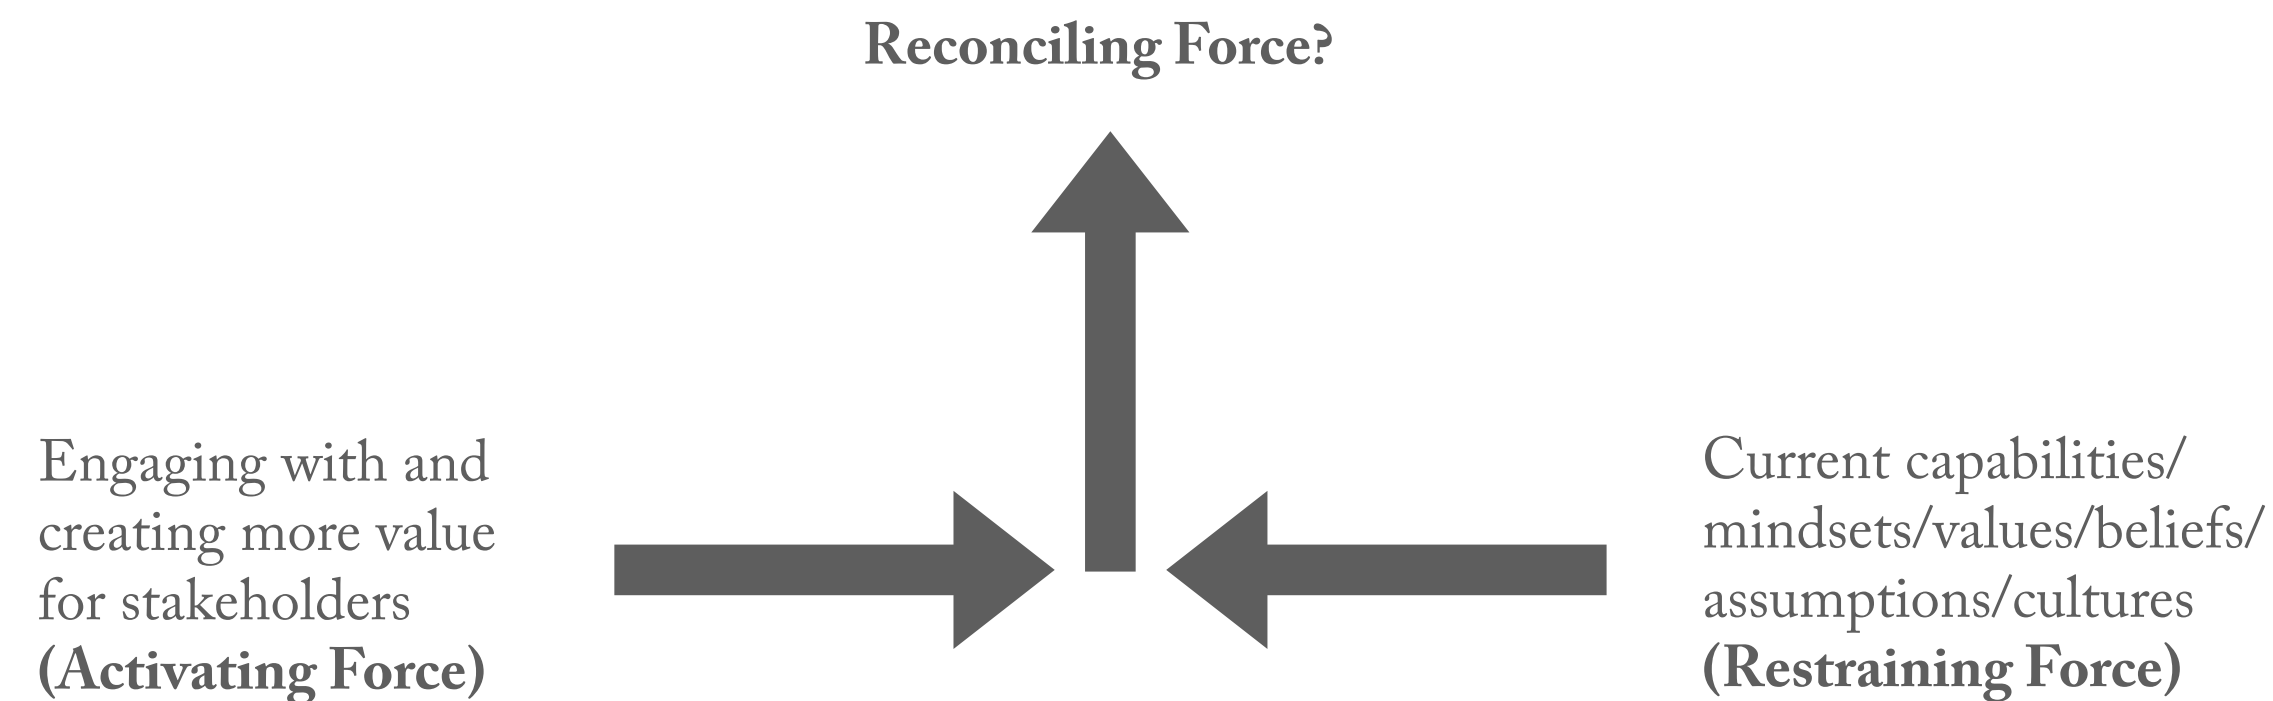 Reconciling Force?
Engaging with and
creating more value
for stakeholders
(Activating Force)
Current capabilities/
mindsets/values/beliefs/
assumptions/cultures
(Restraining Force)